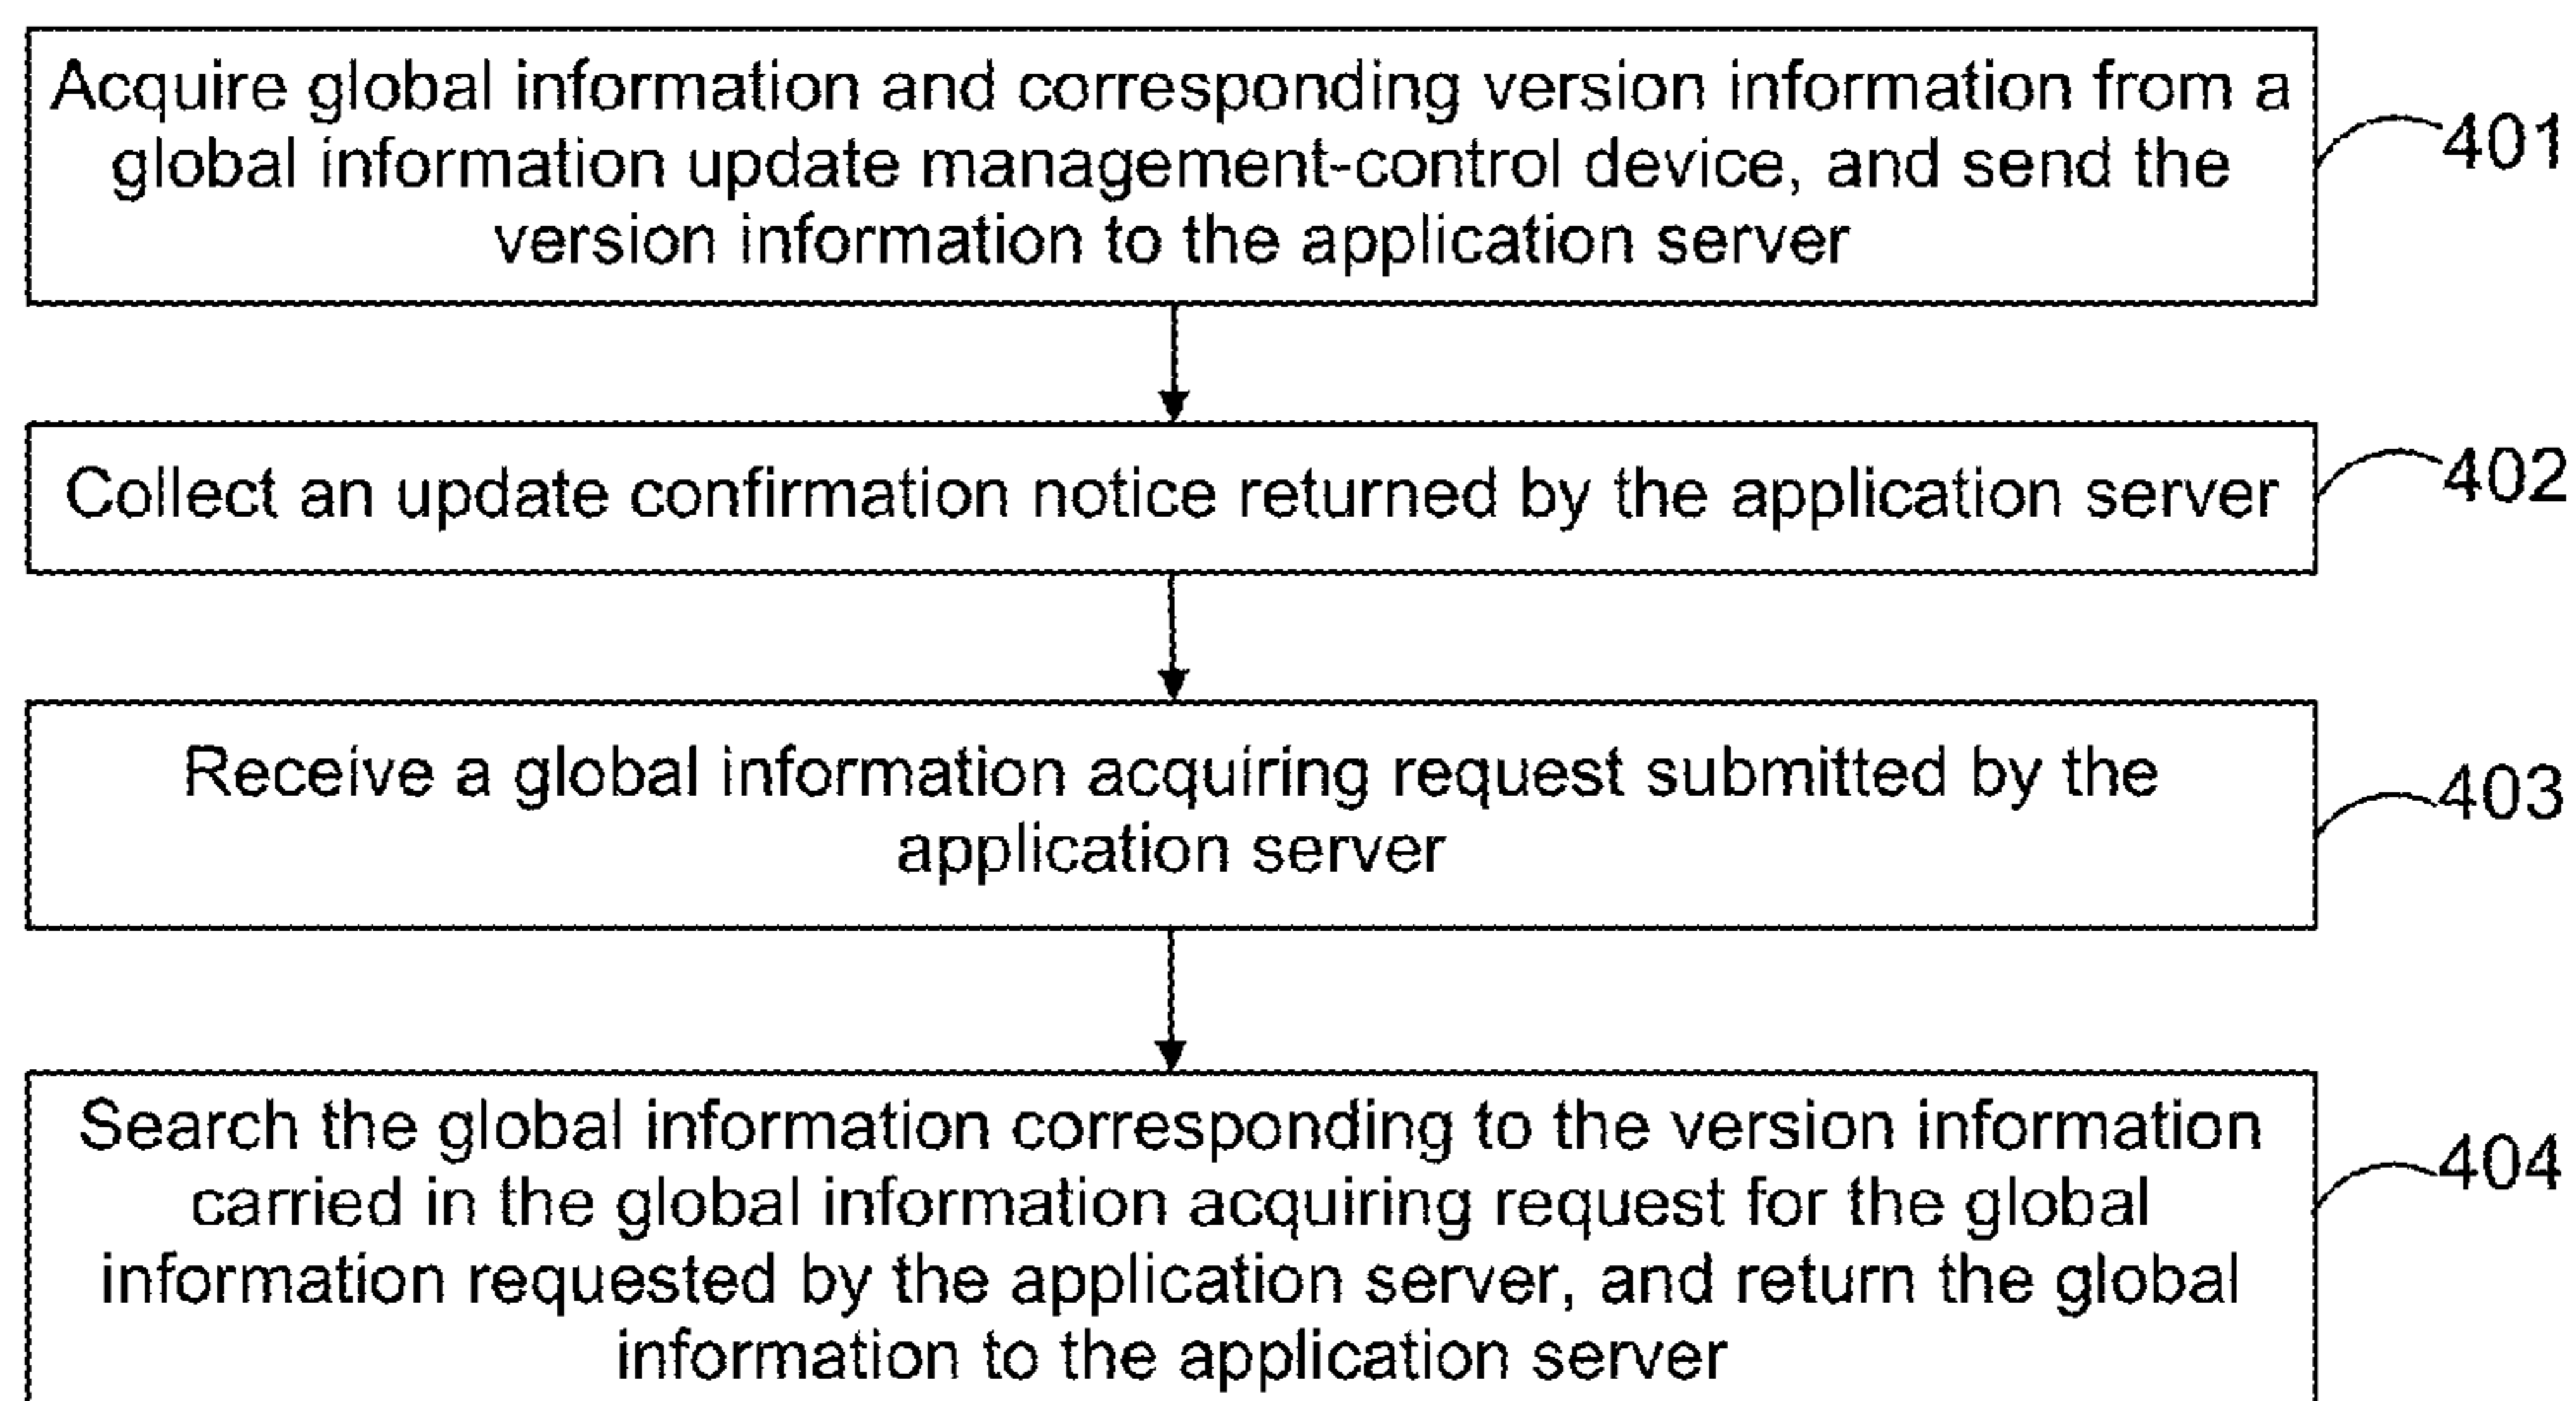 Acquire global information and corresponding version information from a
global information update management-control device, and send the
version information to the application server
401
Collect an update confirmation notice returned by the application server
402
Receive a global information acquiring request submitted by the
application server
403
Search the global information corresponding to the version information
carried in the global information acquiring request for the global
information requested by the application server, and return the global
information to the application server
404